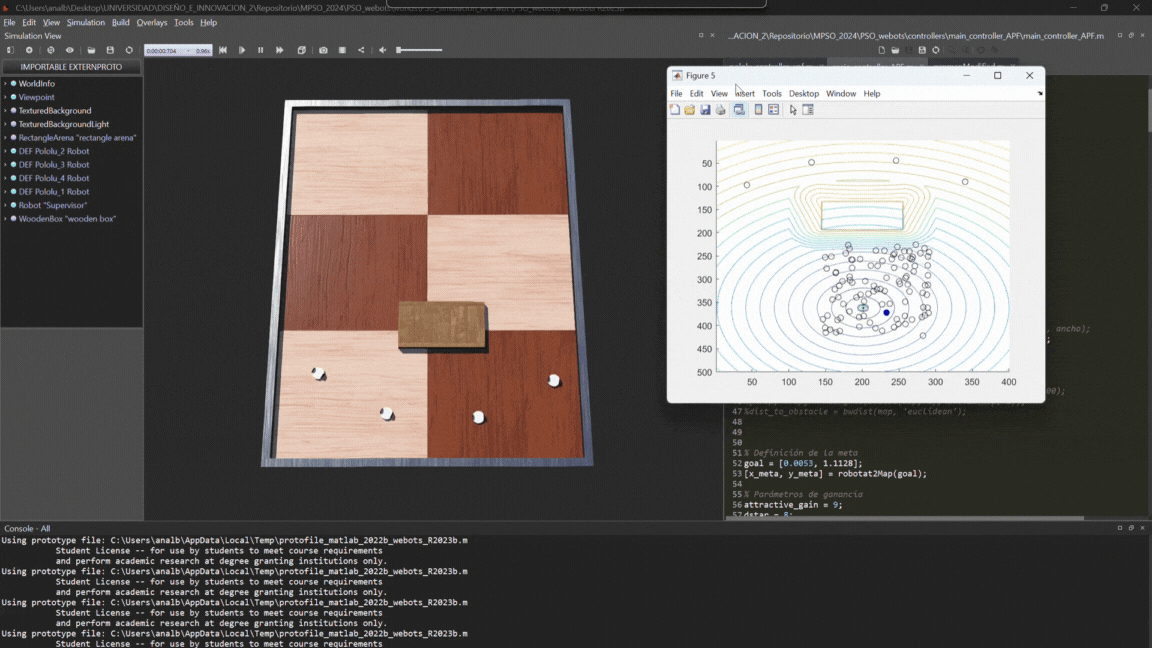 C:\Users\analb\Desktop\UNIVERSIDAD\DISEÑO_E_INNOVACION_2\Repositorio\MPSO_2024\PSO_webots\
File Edit View Simulation Build Overlays Tools Help
Simulation View
...ACION_2\Repositorio\MPSO_2024\PSO_webots\controllers\main_controller_APF\main_controller_APF.m
0:00:00:704 - 0.98x
IMPORTABLE EXTERNPROTO
WorldInfo
Viewpoint
TexturedBackground
TexturedBackgroundLight
RectangleArena "rectangle arena"
DEF Pololu_2 Robot
DEF Pololu_3 Robot
DEF Pololu_4 Robot
DEF Pololu_1 Robot
Robot "Supervisor"
WoodenBox "wooden box"
Figure 5
File Edit View Insert Tools Desktop Window Help
50
100
150
200
250
300
350
400
450
500
50 100 150 200 250 300 350 400
, ancho);
;
00);
47 %dist_to_obstacle = bwdist(map, 'euclidean');
48
49
50
51 % Definición de la meta
52 goal = [0.0053, 1.1128];
53 [x_meta, y_meta] = robotat2Map(goal);
54
55 % Parámetros de ganancia
56 attractive_gain = 9;
57 dstar = 8;
Console - All
Using prototype file: C:\Users\analb\AppData\Local\Temp\protofile_matlab_2022b_webots_R2023b.m
Student License -- for use by students to meet course requirements
and perform academic research at degree granting institutions only.
Using prototype file: C:\Users\analb\AppData\Local\Temp\protofile_matlab_2022b_webots_R2023b.m
Student License -- for use by students to meet course requirements
and perform academic research at degree granting institutions only.
Using prototype file: C:\Users\analb\AppData\Local\Temp\protofile_matlab_2022b_webots_R2023b.m
Student License -- for use by students to meet course requirements
and perform academic research at degree granting institutions only.
Using prototype file: C:\Users\analb\AppData\Local\Temp\protofile_matlab_2022b_webots_R2023b.m
Student License -- for use by students to meet course requirements